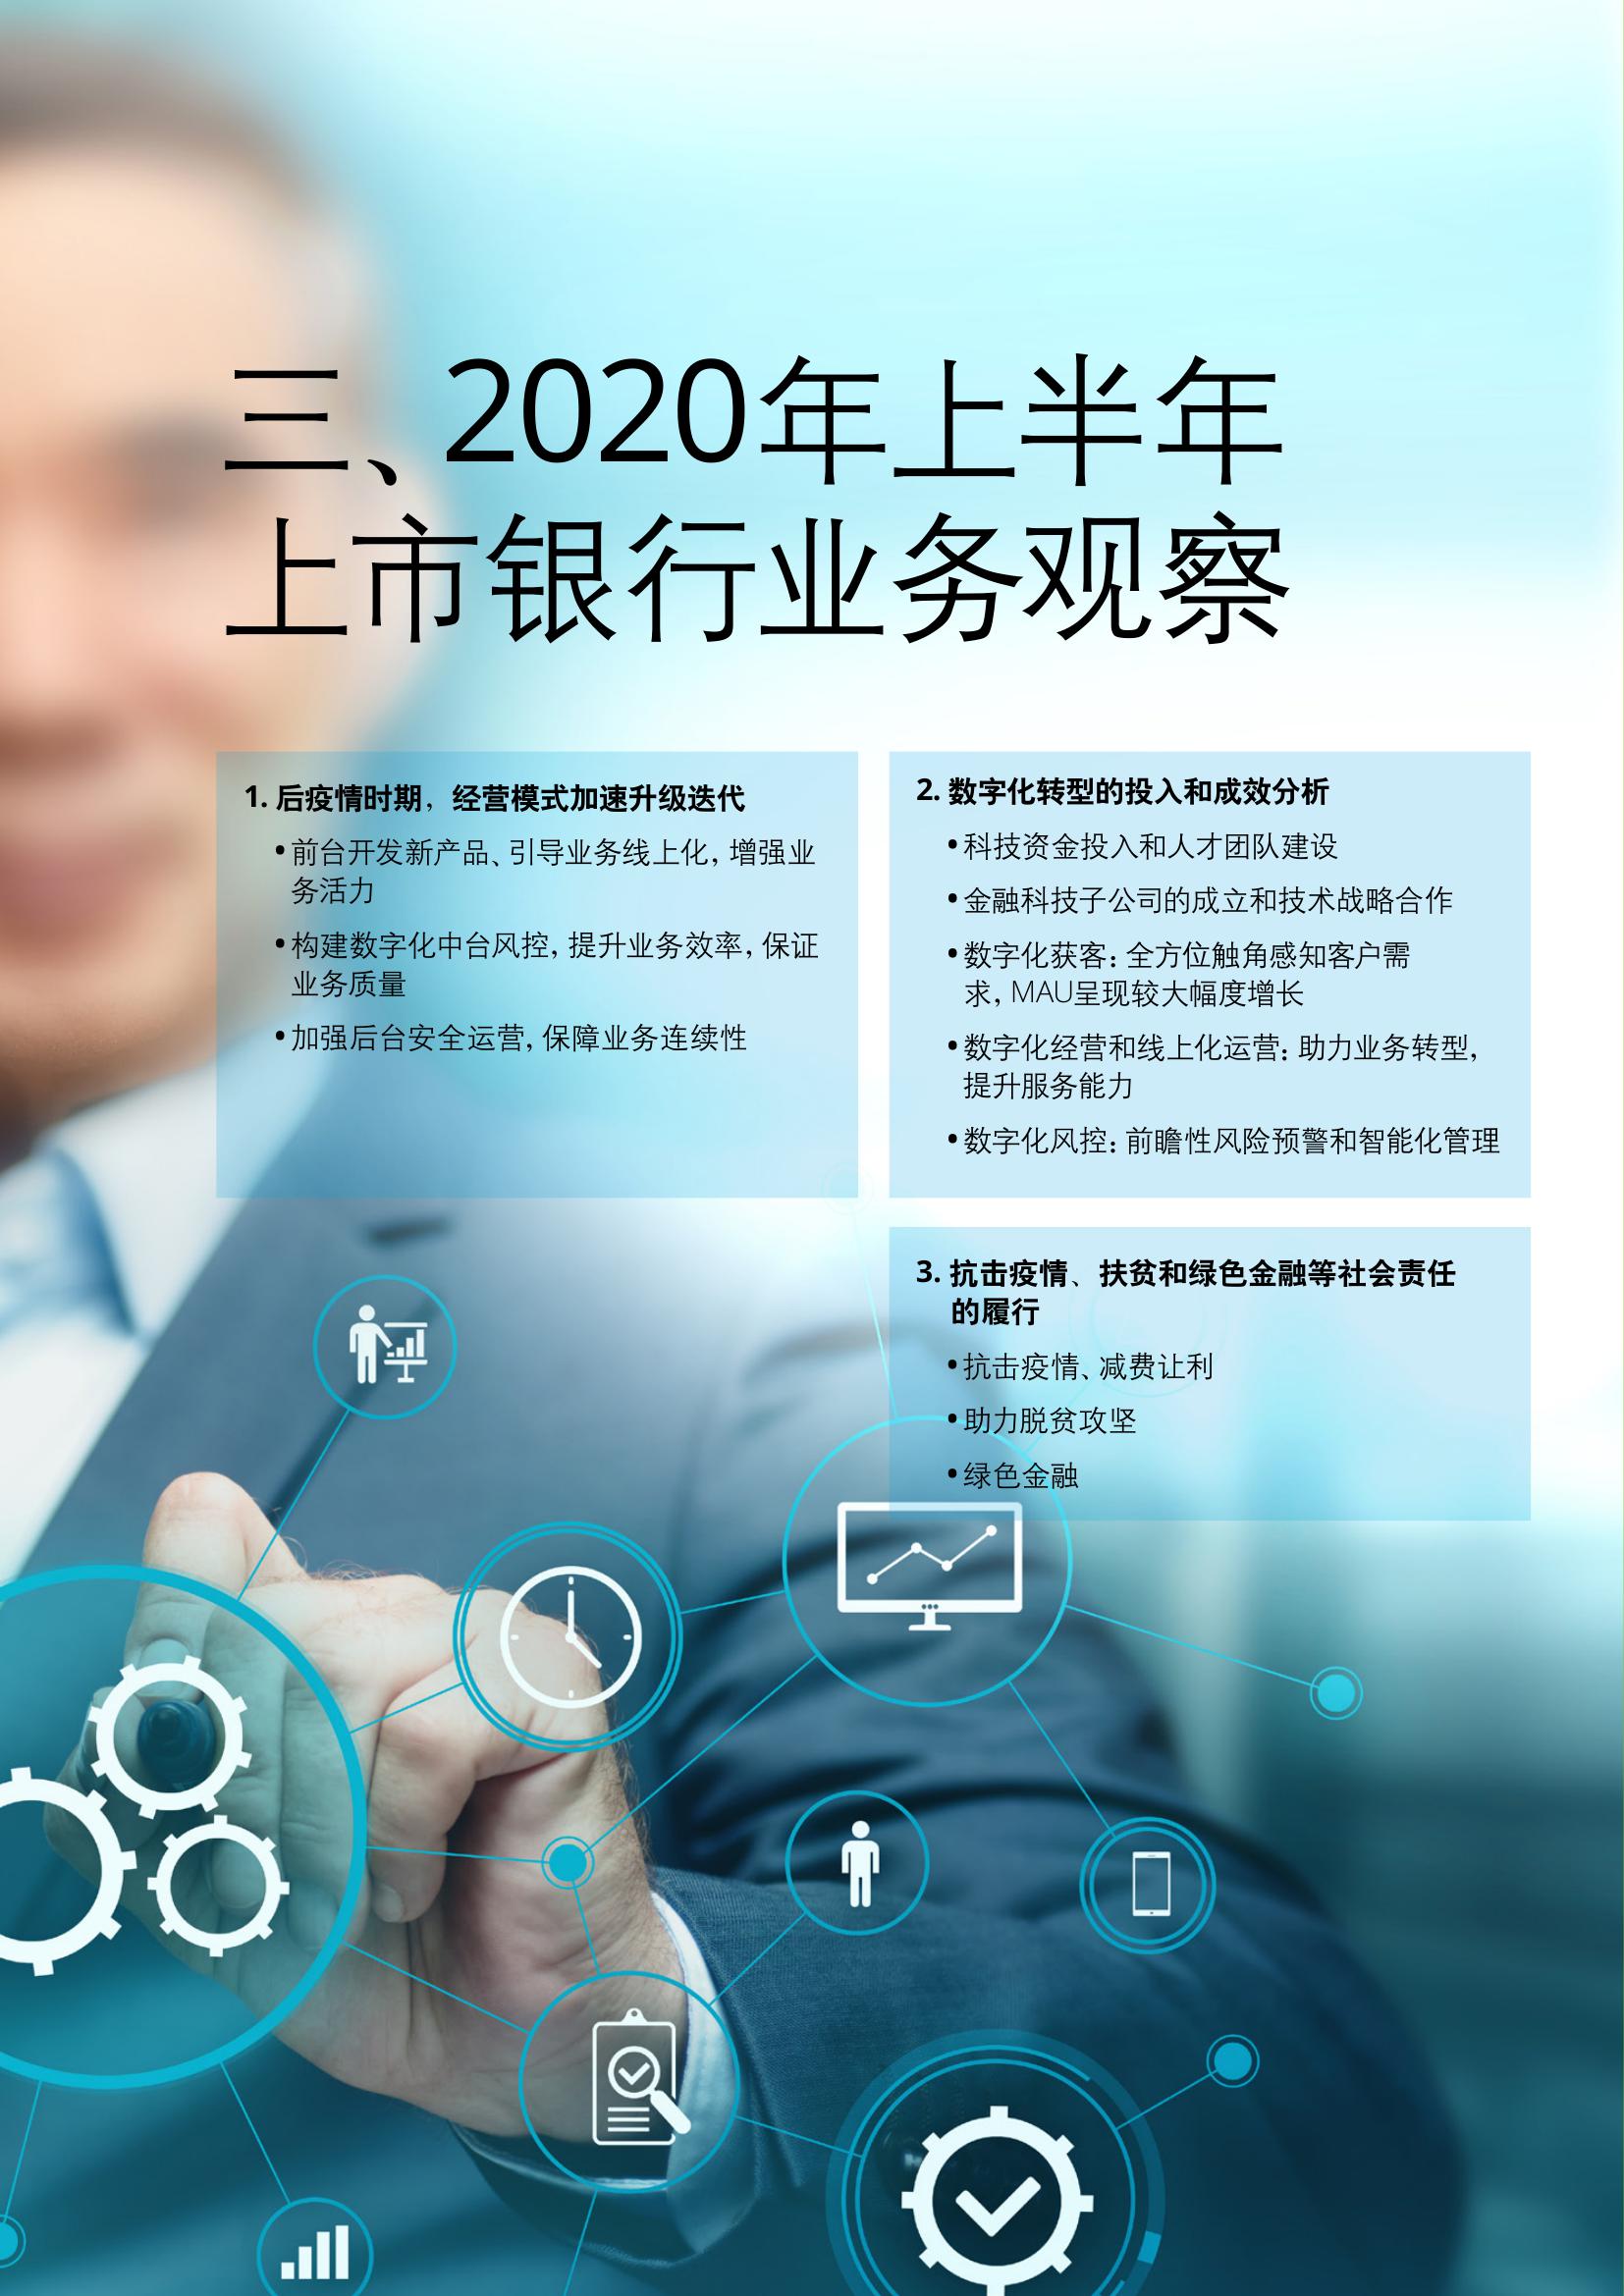 三、2020年上半年
上市银行业务观察
1. 后疫情时期，经营模式加速升级迭代
•前台开发新产品、引导业务线上化，增强业
务活力
•构建数字化中台风控，提升业务效率，保证
业务质量
•加强后台安全运营，保障业务连续性
2. 数字化转型的投入和成效分析
•科技资金投入和人才团队建设
•金融科技子公司的成立和技术战略合作
•数字化获客：全方位触角感知客户需
求，MAU呈现较大幅度增长
•数字化经营和线上化运营：助力业务转型，
提升服务能力
•数字化风控：前瞻性风险预警和智能化管理
3. 抗击疫情、扶贫和绿色金融等社会责任
的履行
•抗击疫情、减费让利
•助力脱贫攻坚
•绿色金融